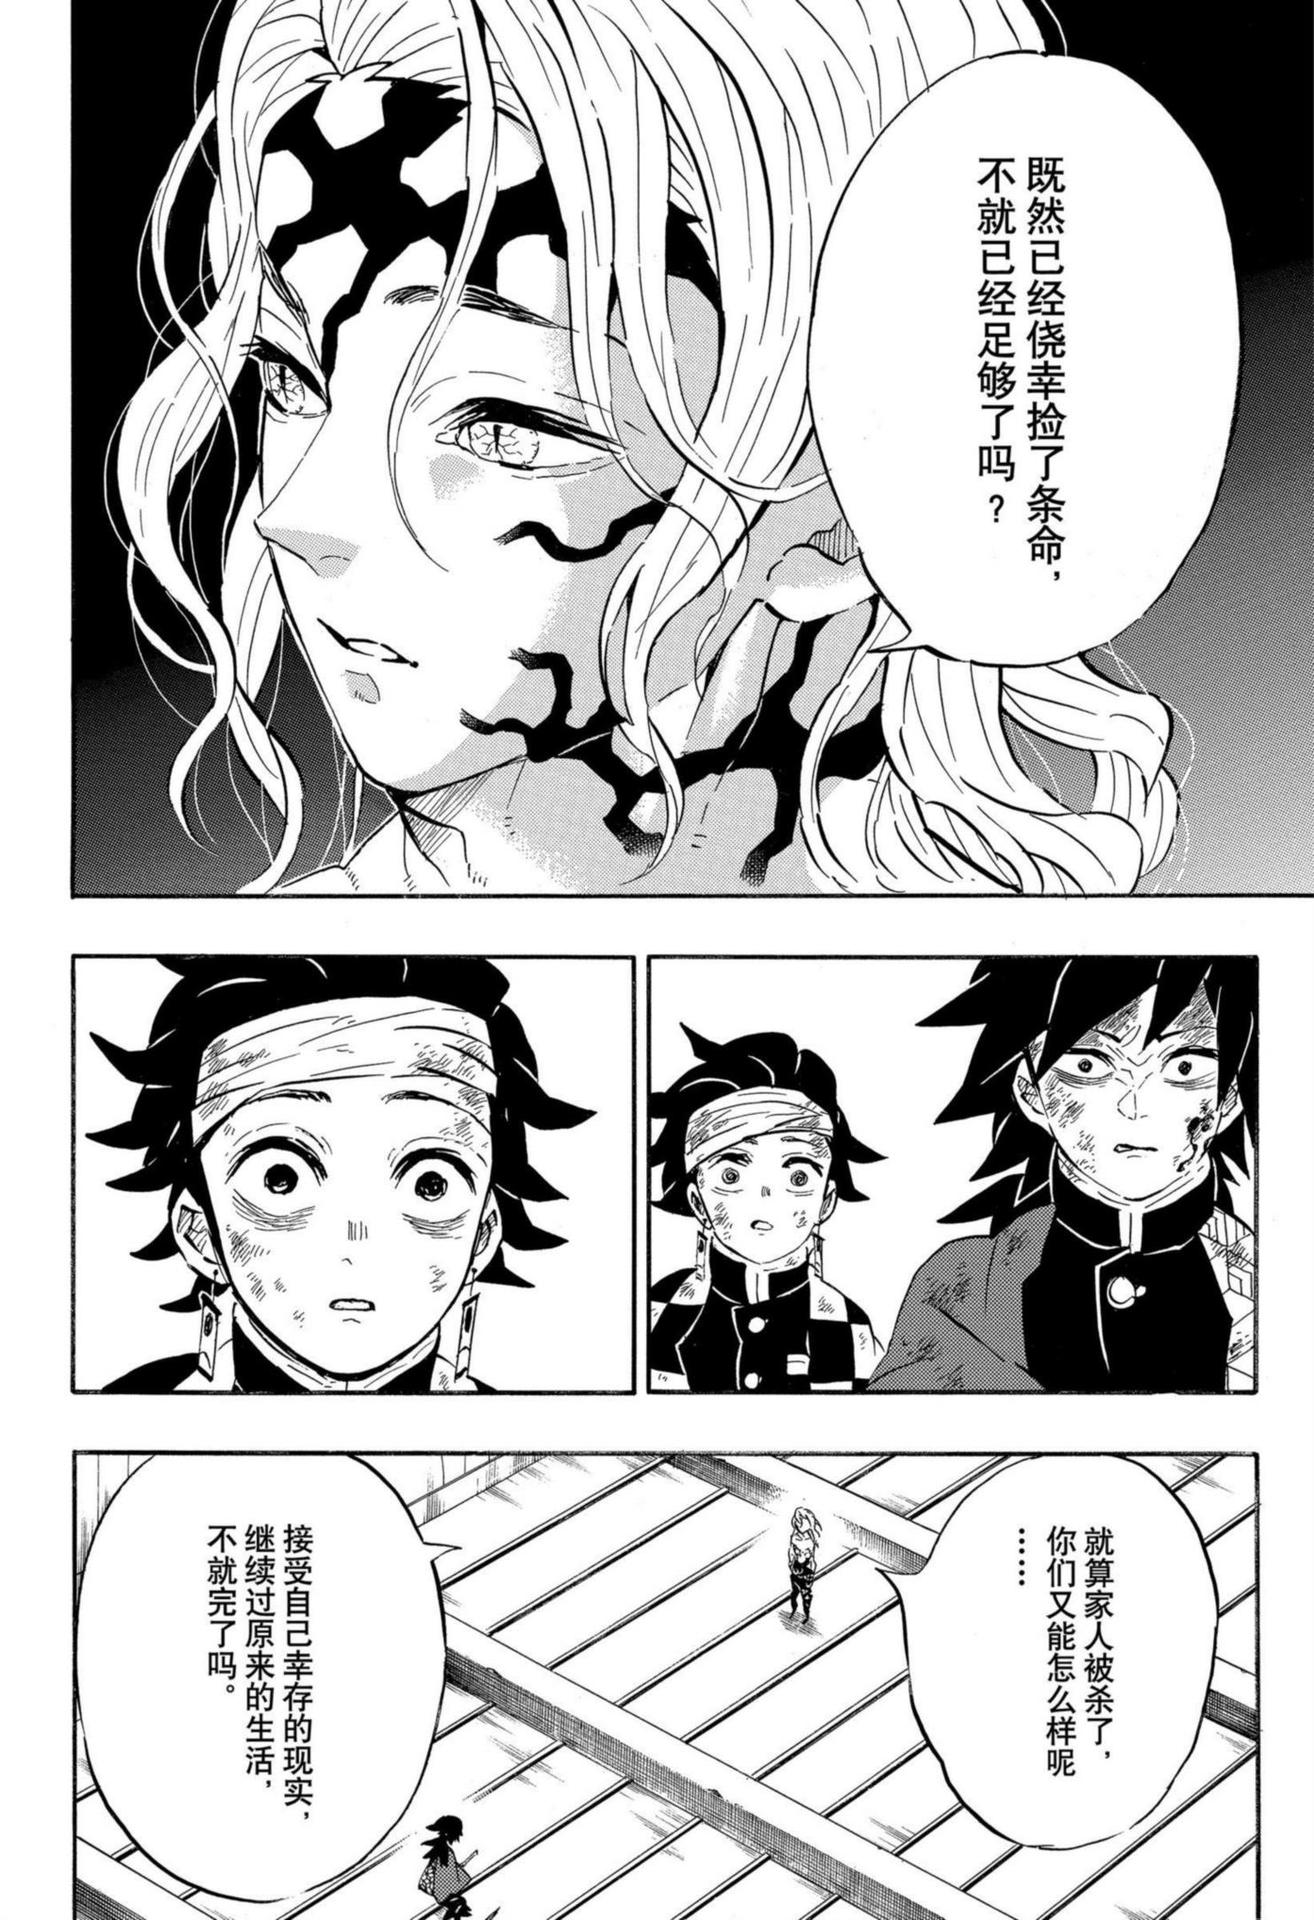 既然已经侥幸捡了条命，
不就已经足够了吗？
就算家人被杀了，
你们又能怎么样呢
……
接受自己幸存的现实，
继续过原来的生活，
不就完了吗。